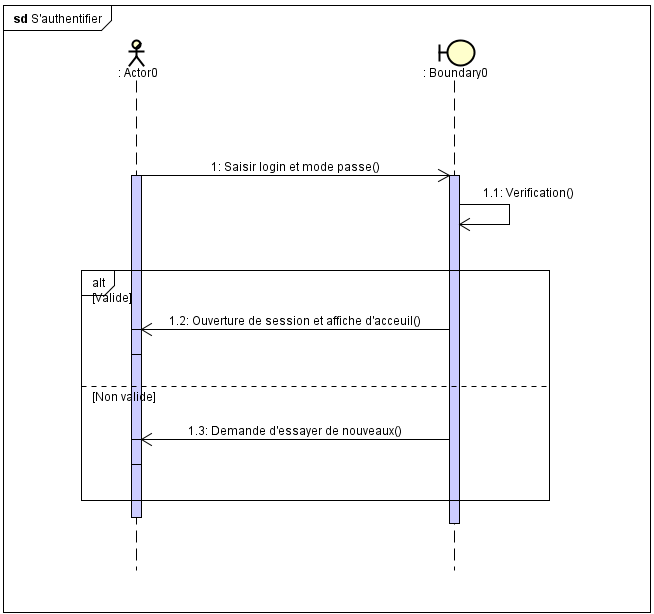 sd S'authentifier
: Actor0
: Boundary0
1: Saisir login et mode passe()
1.1: Verification()
alt
[Valide]
1.2: Ouverture de session et affiche d'acceuil()
[Non valide]
1.3: Demande d'essayer de nouveaux()